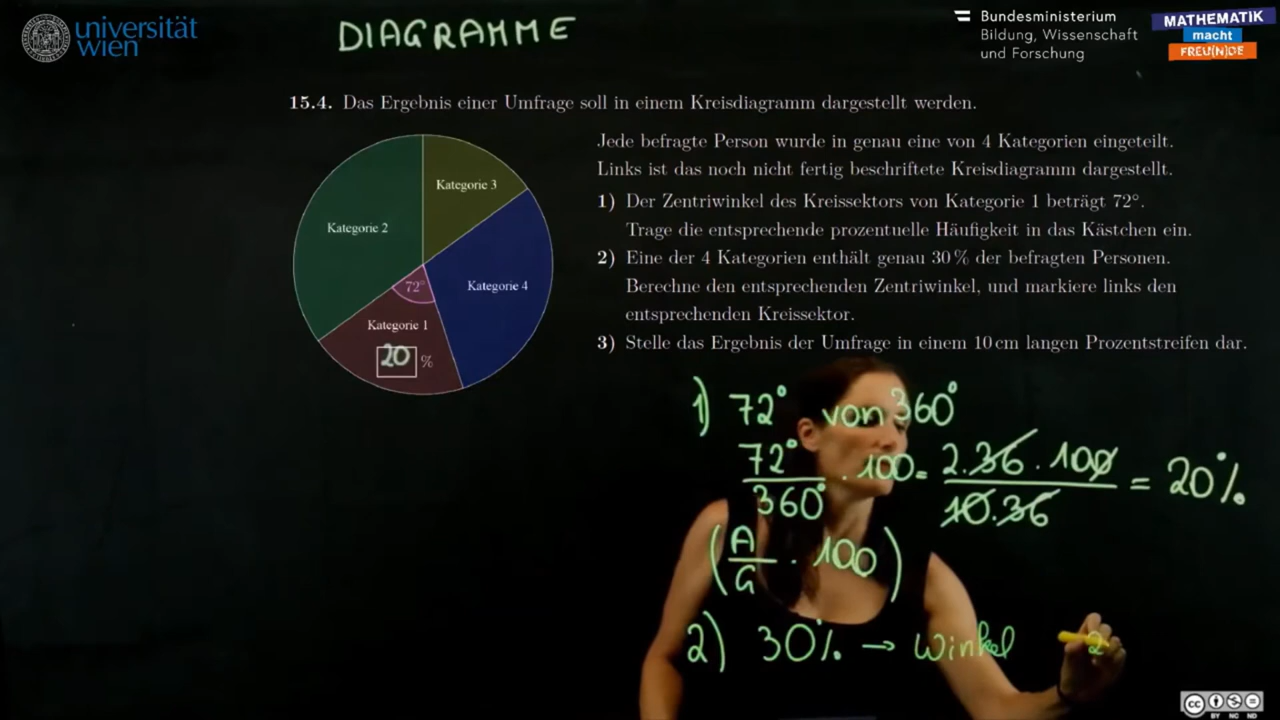 universität
wien
DIAGRAMME
Bundesministerium
Bildung, Wissenschaft
und Forschung
MATHEMATIK
macht
FREU(N)DE
15.4. Das Ergebnis einer Umfrage soll in einem Kreisdiagramm dargestellt werden.
Kategorie 3
Kategorie 2
Kategorie 4
72°
Kategorie 1
20 %
Jede befragte Person wurde in genau eine von 4 Kategorien eingeteilt.
Links ist das noch nicht fertig beschriftete Kreisdiagramm dargestellt.
1) Der Zentriwinkel des Kreissektors von Kategorie 1 beträgt 72°.
Trage die entsprechende prozentuelle Häufigkeit in das Kästchen ein.
2) Eine der 4 Kategorien enthält genau 30 % der befragten Personen.
Berechne den entsprechenden Zentriwinkel, und markiere links den
entsprechenden Kreissektor.
3) Stelle das Ergebnis der Umfrage in einem 10 cm langen Prozentstreifen dar.
1) 72° von 360°
72°/360° · 100 = 2·36·100/10·36 = 20%
(A/G · 100)
2) 30% → Winkel
CC BY NC ND